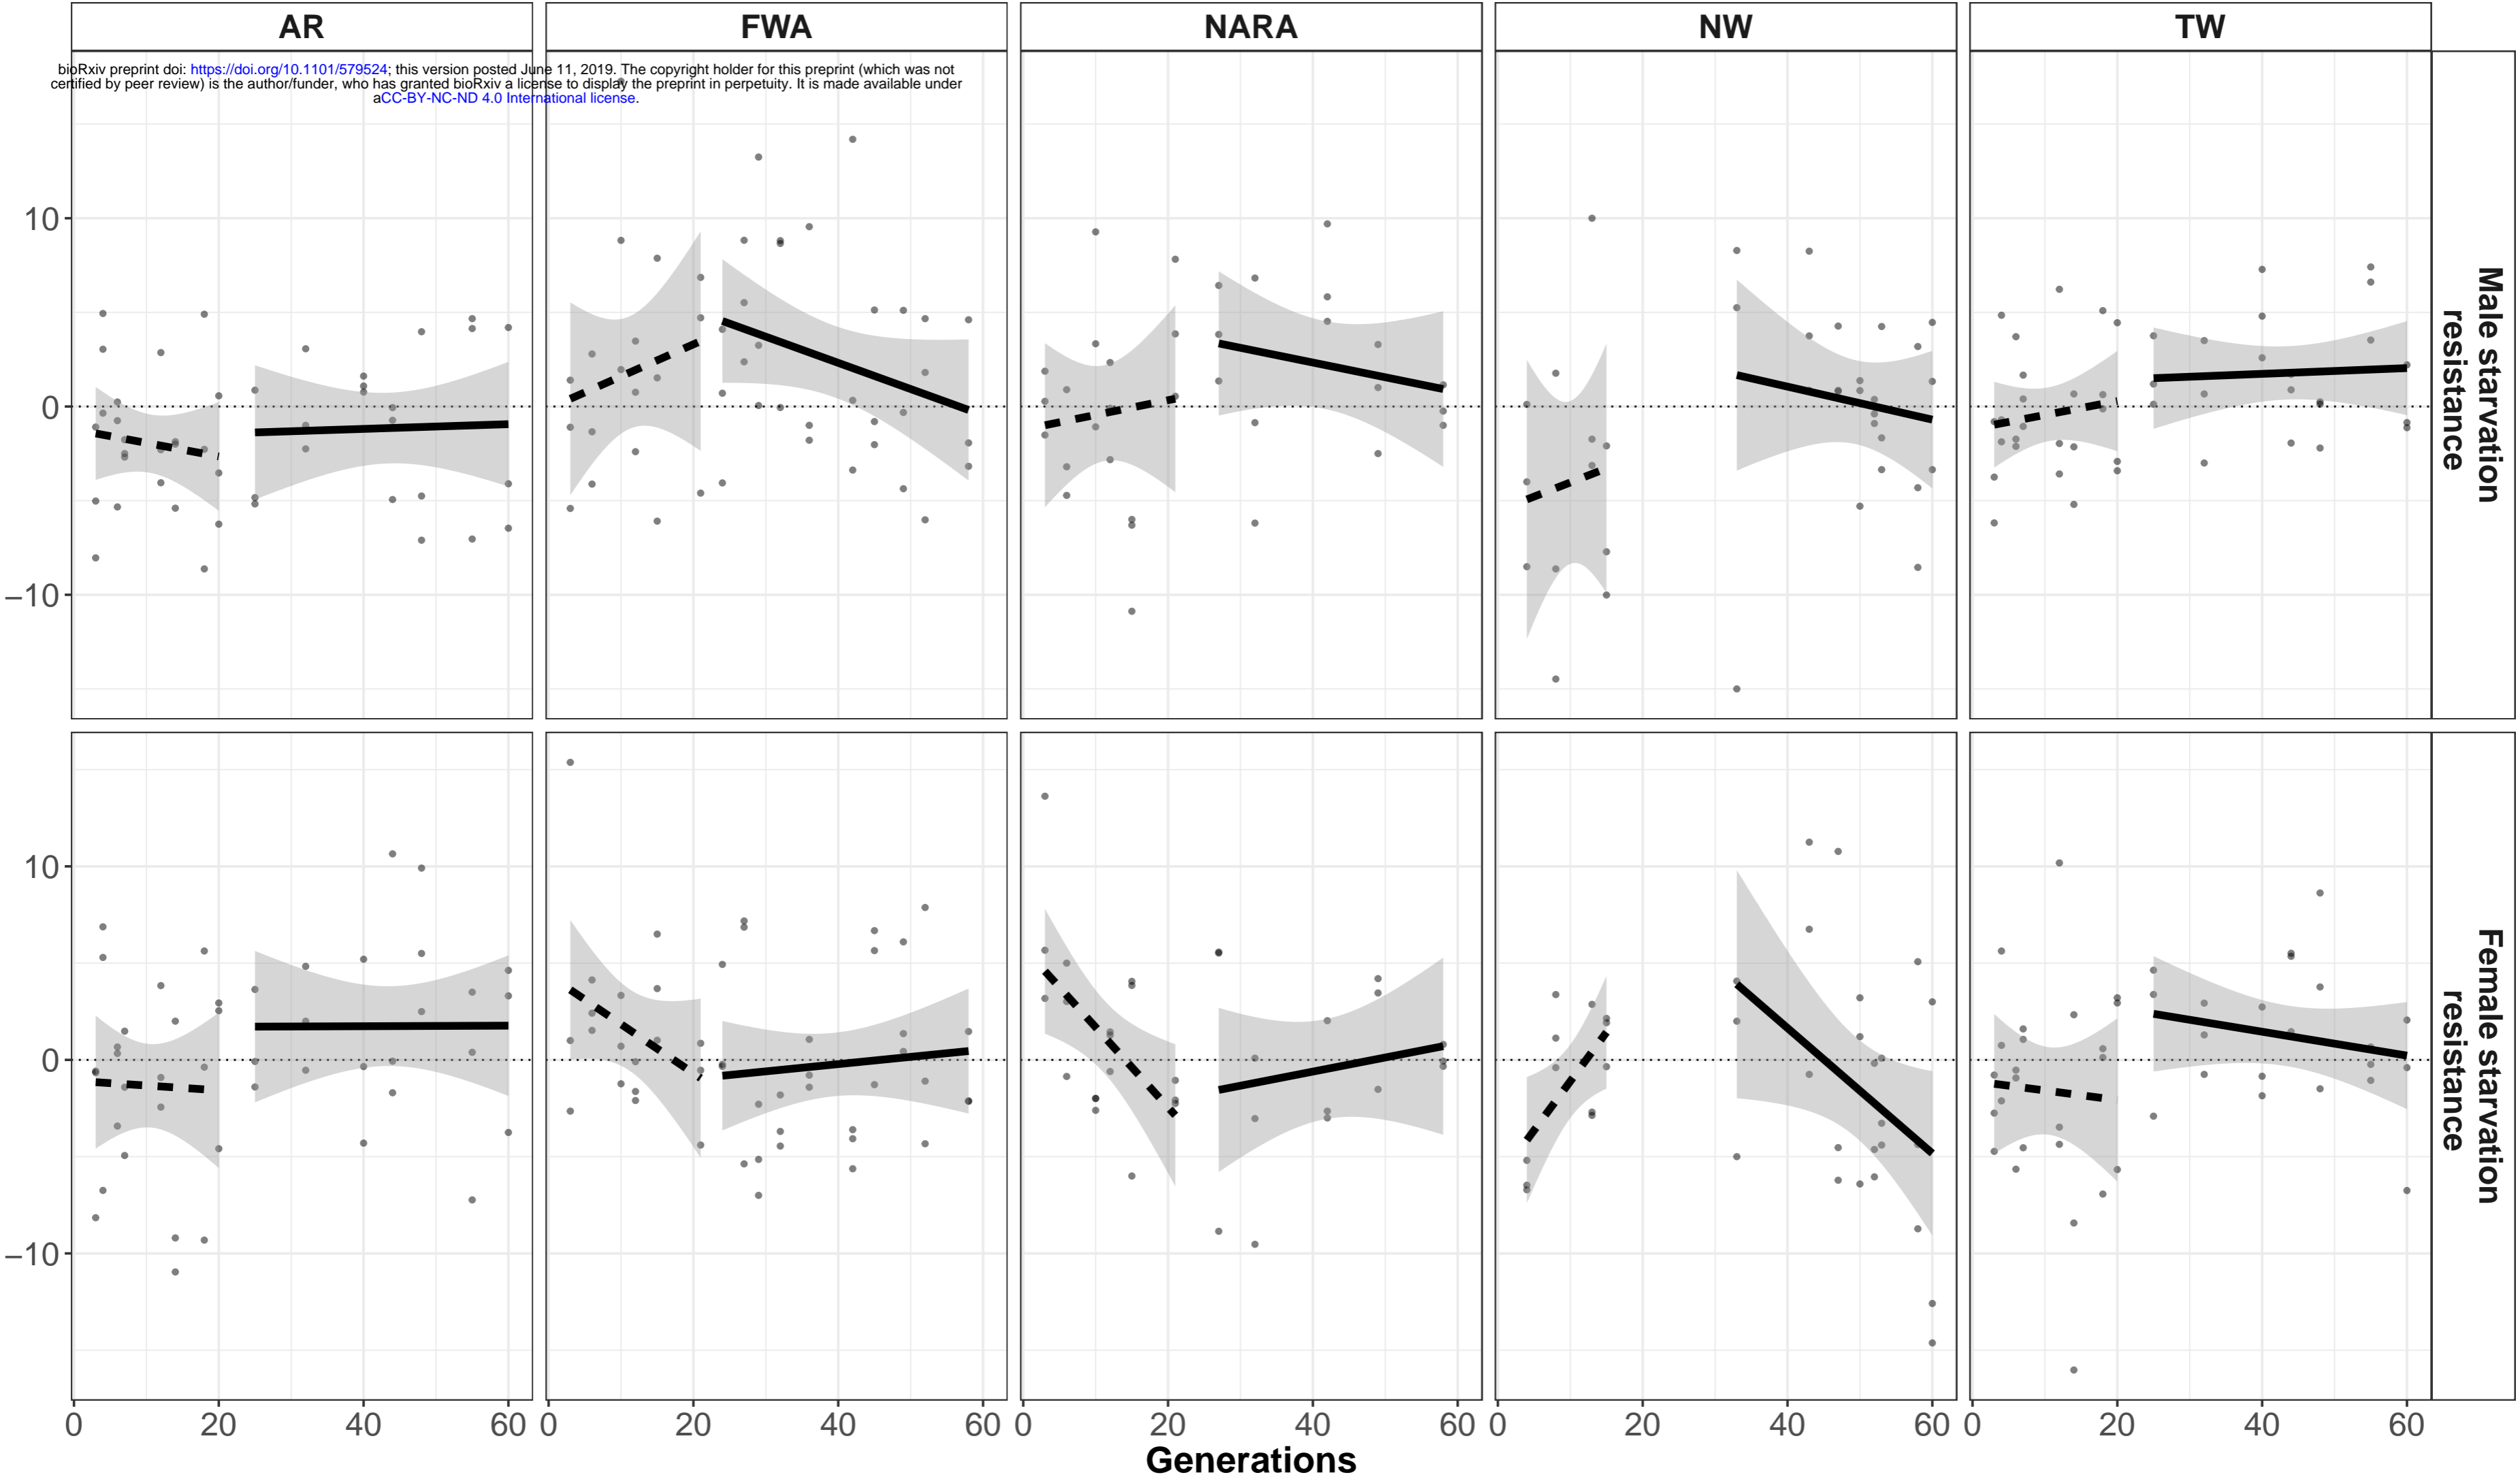 AR FWA NARA NW TW
bioRxiv preprint doi: https://doi.org/10.1101/579524; this version posted June 11, 2019. The copyright holder for this preprint (which was not
certified by peer review) is the author/funder, who has granted bioRxiv a license to display the preprint in perpetuity. It is made available under
aCC-BY-NC-ND 4.0 International license.
10
0
−10
Male starvation
resistance
10
0
−10
Female starvation
resistance
0 20 40 60 0 20 40 60 0 20 40 60 0 20 40 60 0 20 40 60
Generations